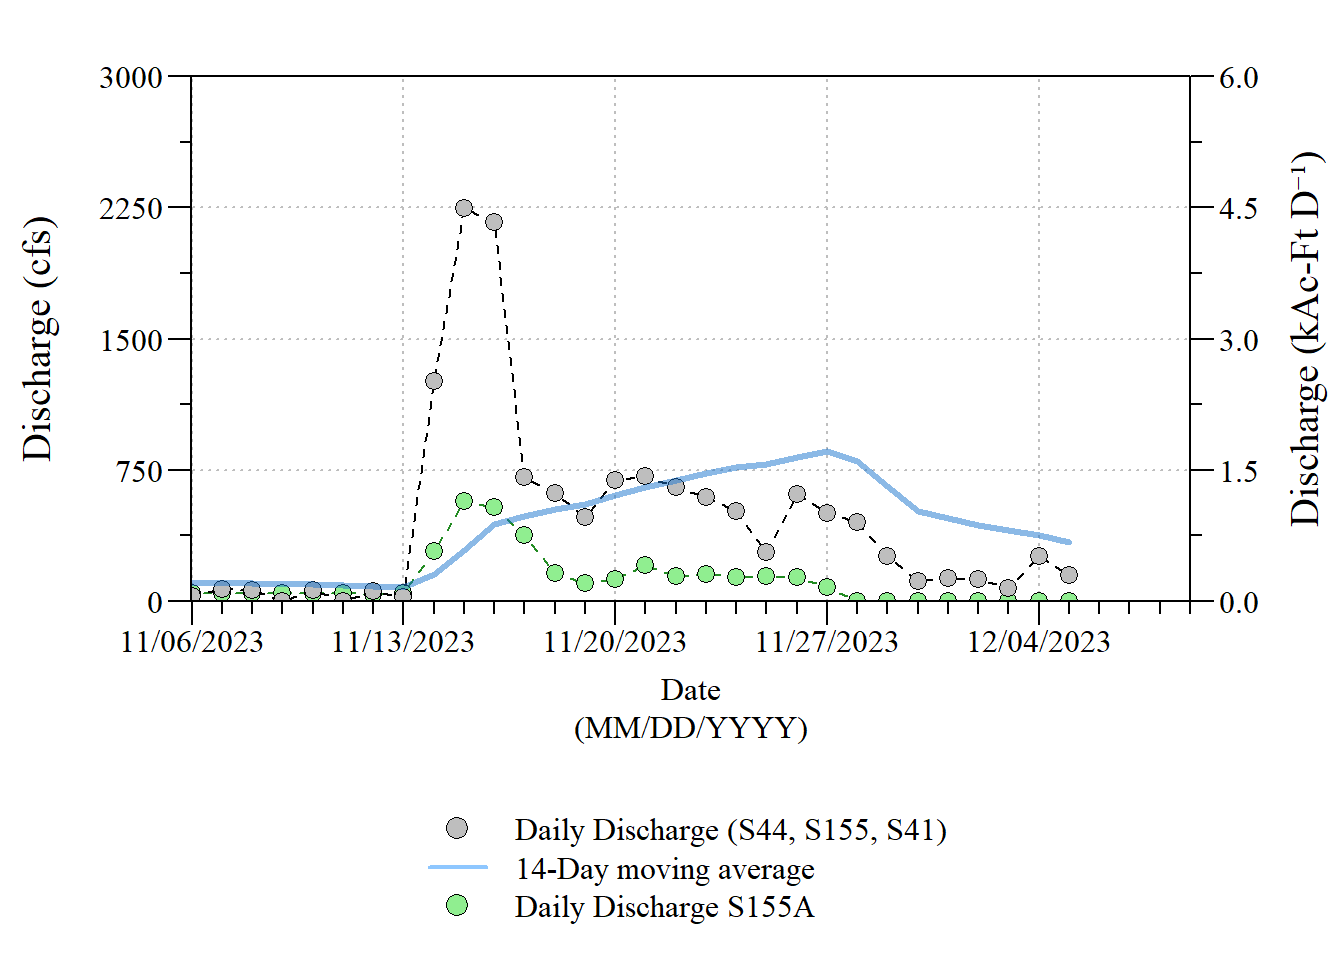 3000
2250
1500
750
0
Discharge (cfs)
6.0
4.5
3.0
1.5
0.0
Discharge (kAc-Ft D⁻¹)
11/06/2023 11/13/2023 11/20/2023 11/27/2023 12/04/2023
Date
(MM/DD/YYYY)
Daily Discharge (S44, S155, S41)
14-Day moving average
Daily Discharge S155A